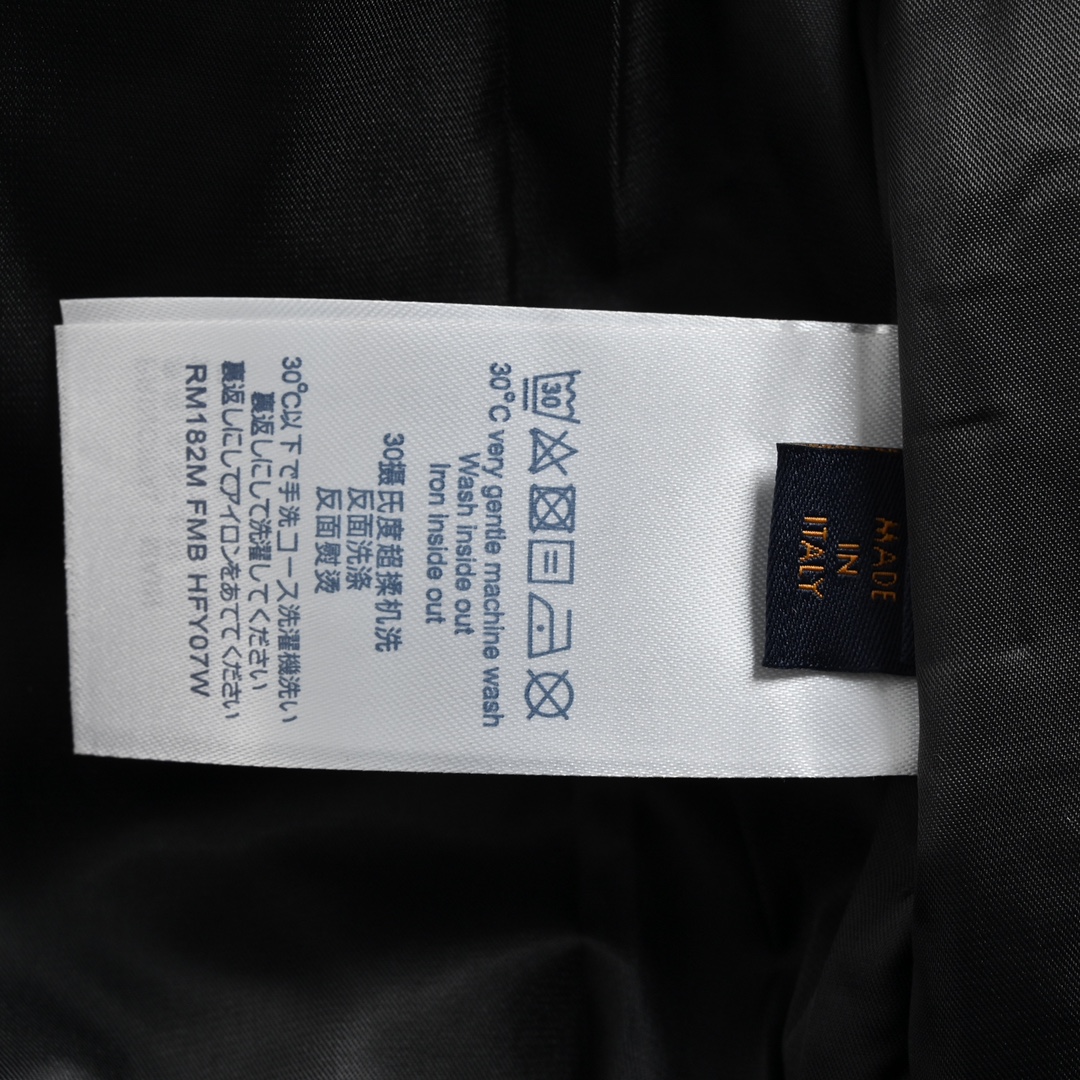 30
30°C very gentle machine wash
Wash inside out
Iron inside out
30摄氏度超揉机洗
反面洗涤
反面熨烫
30℃以下で手洗コース洗濯機洗い
裏返しにして洗濯してください
裏返しにしてアイロンをあててください
RM182M FMB HFY07W
MADE
IN
ITALY